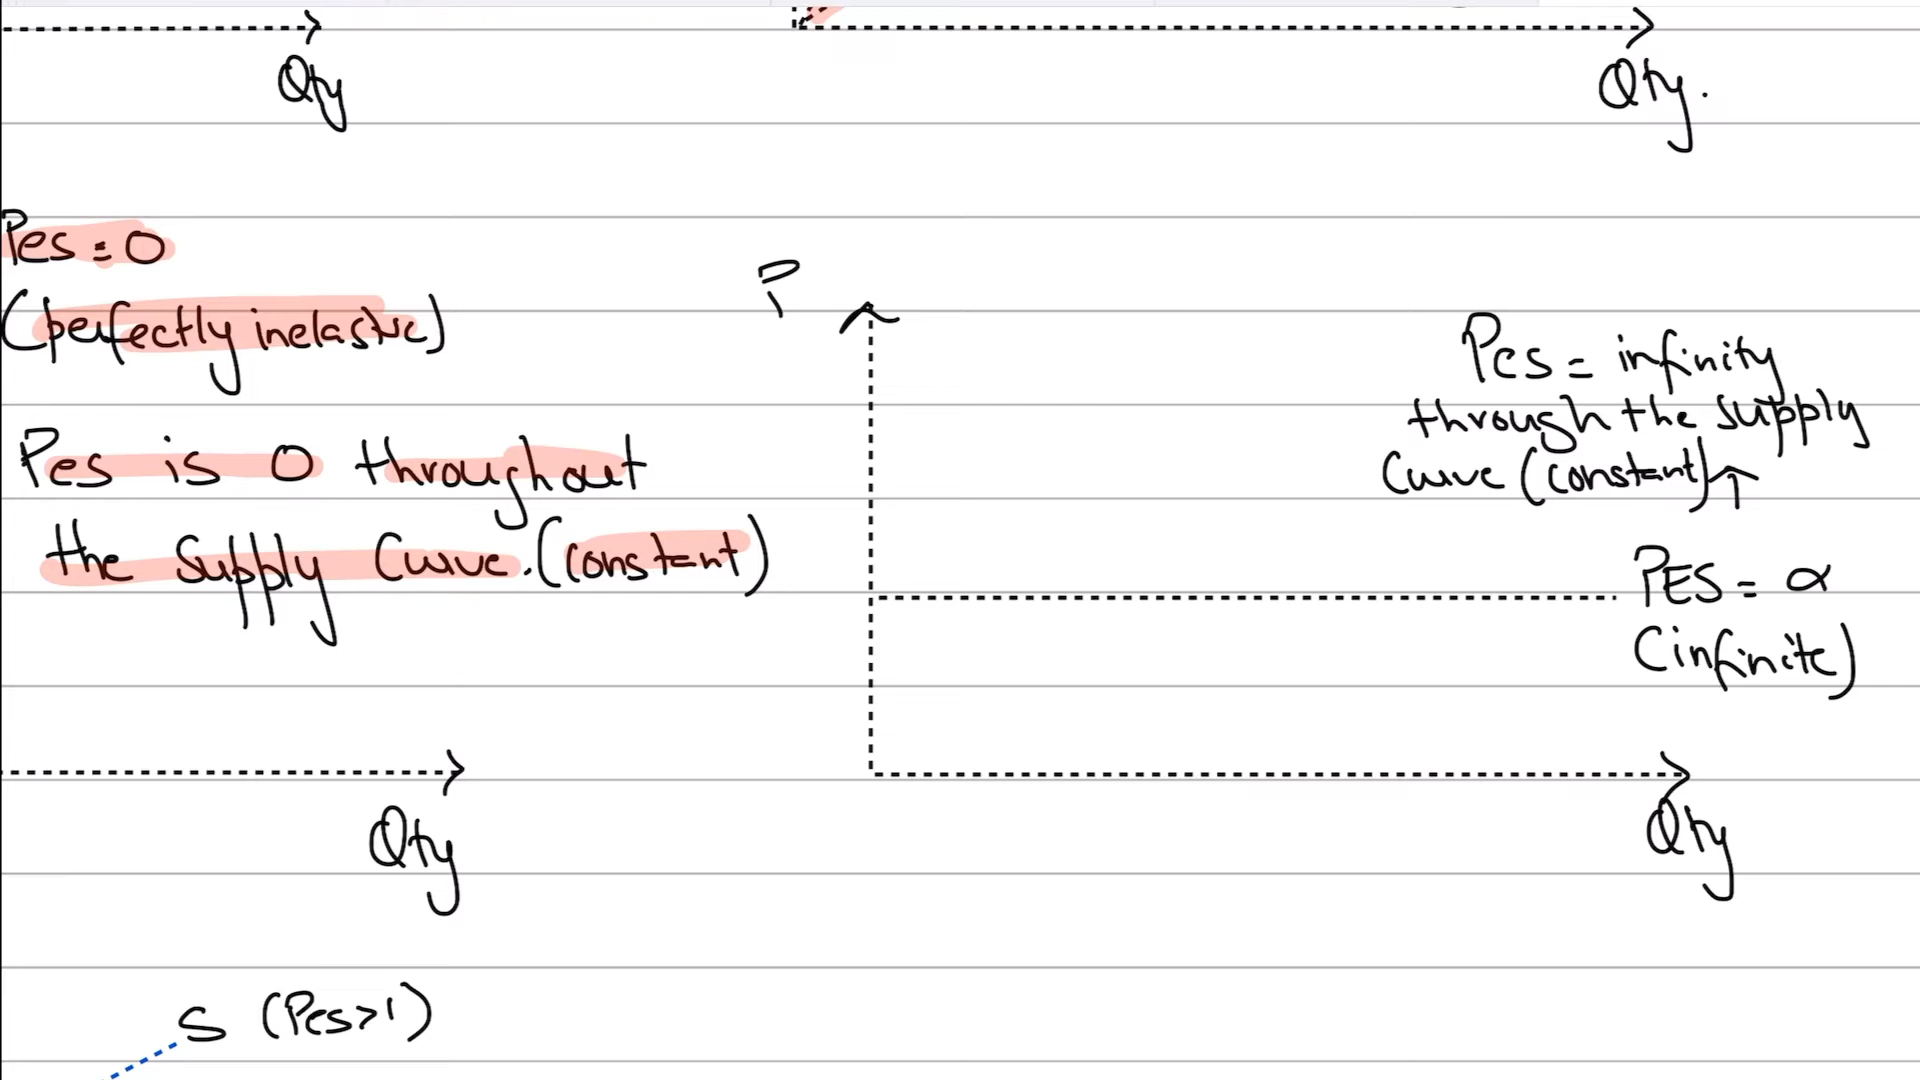 Qty
Qty.
Pes = 0
(perfectly inelastic)
Pes is 0 throughout
the supply curve. (constant)
P
Pes = infinity
through the supply
curve (constant)
PES = α
(infinite)
Qty
Qty
S (Pes>1)